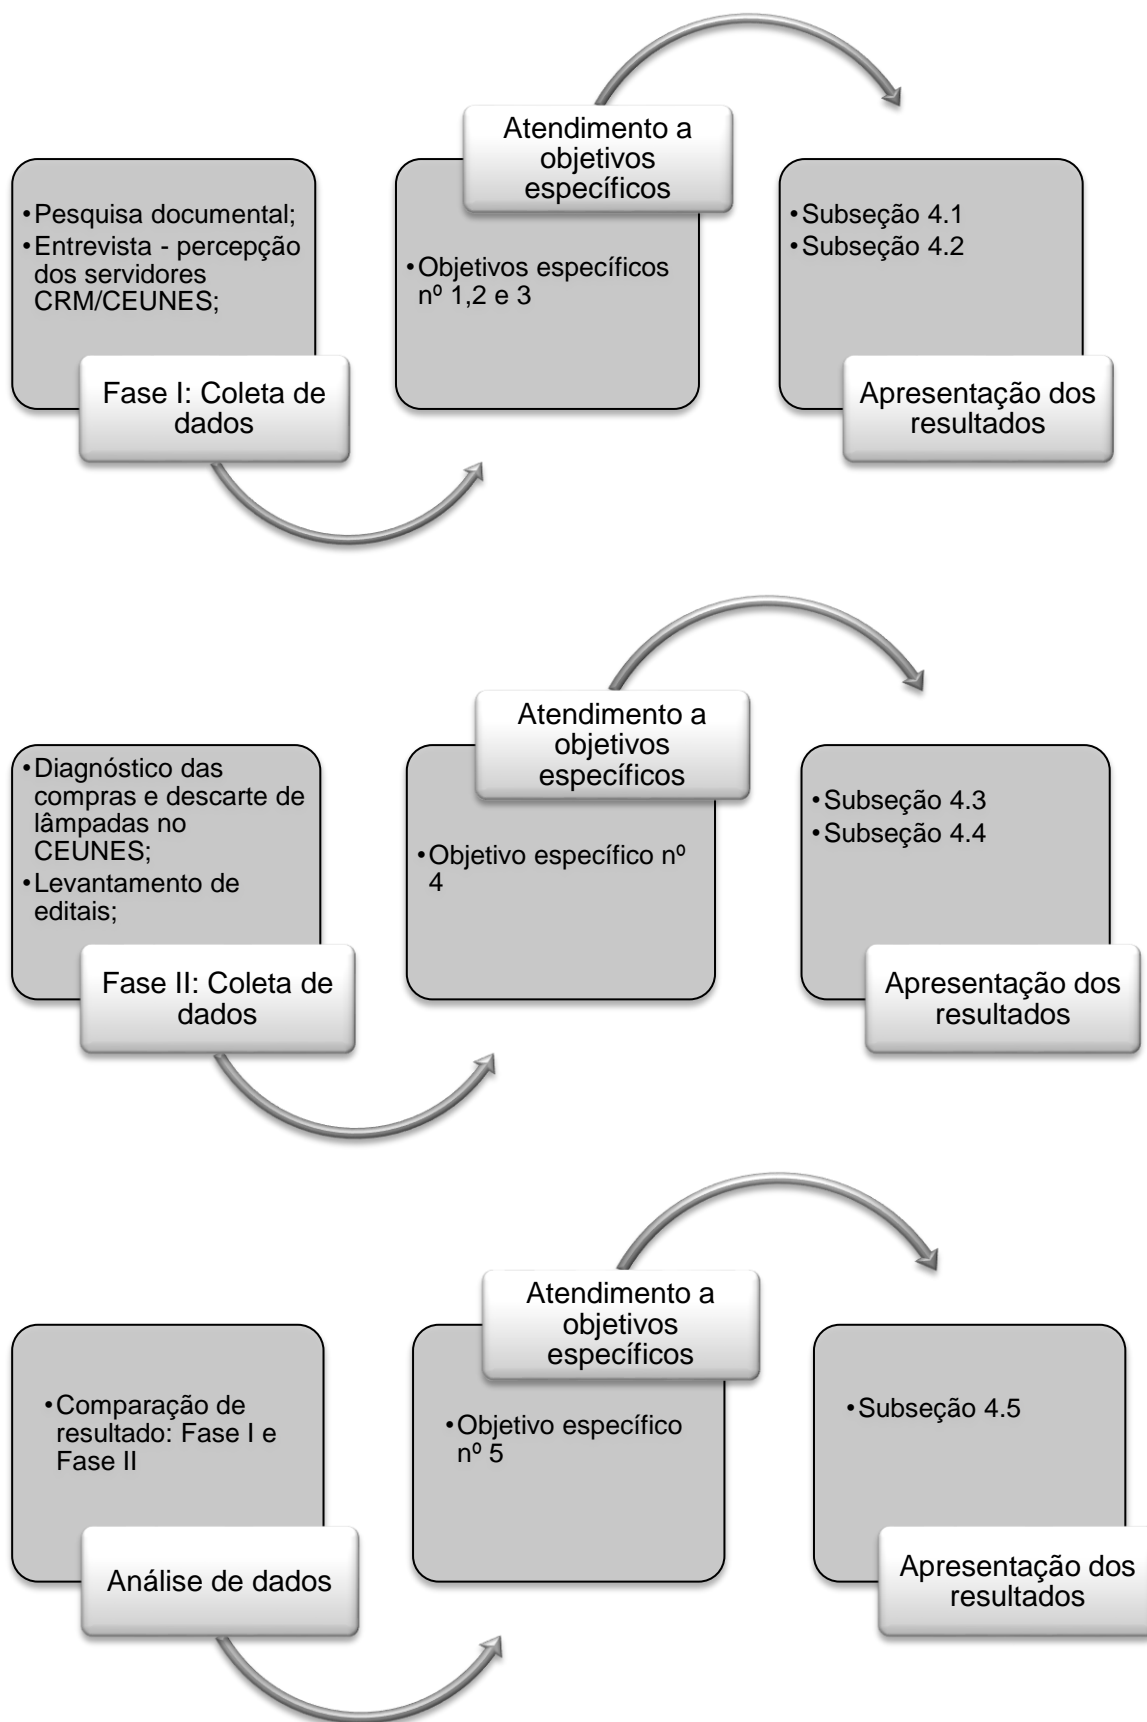 •Pesquisa documental;
•Entrevista - percepção
dos servidores
CRM/CEUNES;
Fase I: Coleta de
dados
Atendimento a
objetivos
específicos
•Objetivos específicos
nº 1,2 e 3
•Subseção 4.1
•Subseção 4.2
Apresentação dos
resultados
•Diagnóstico das
compras e descarte de
lâmpadas no
CEUNES;
•Levantamento de
editais;
Fase II: Coleta de
dados
Atendimento a
objetivos
específicos
•Objetivo específico nº
4
•Subseção 4.3
•Subseção 4.4
Apresentação dos
resultados
•Comparação de
resultado: Fase I e
Fase II
Análise de dados
Atendimento a
objetivos
específicos
•Objetivo específico
nº 5
•Subseção 4.5
Apresentação dos
resultados